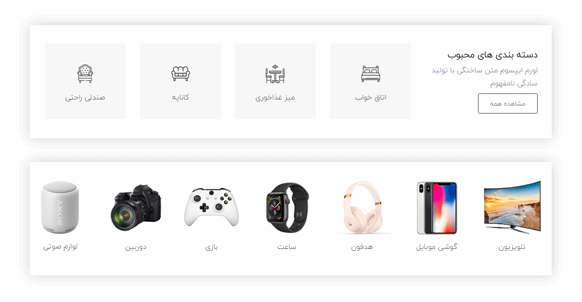 دسته بندی های محبوب
لورم ایپسوم متن ساختگی با تولید
سادگی نامفهوم
مشاهده همه
اتاق خواب
میز غذاخوری
کاناپه
صندلی راحتی
تلویزیون
گوشی موبایل
هدفون
ساعت
بازی
دوربین
لوازم صوتی
SONY